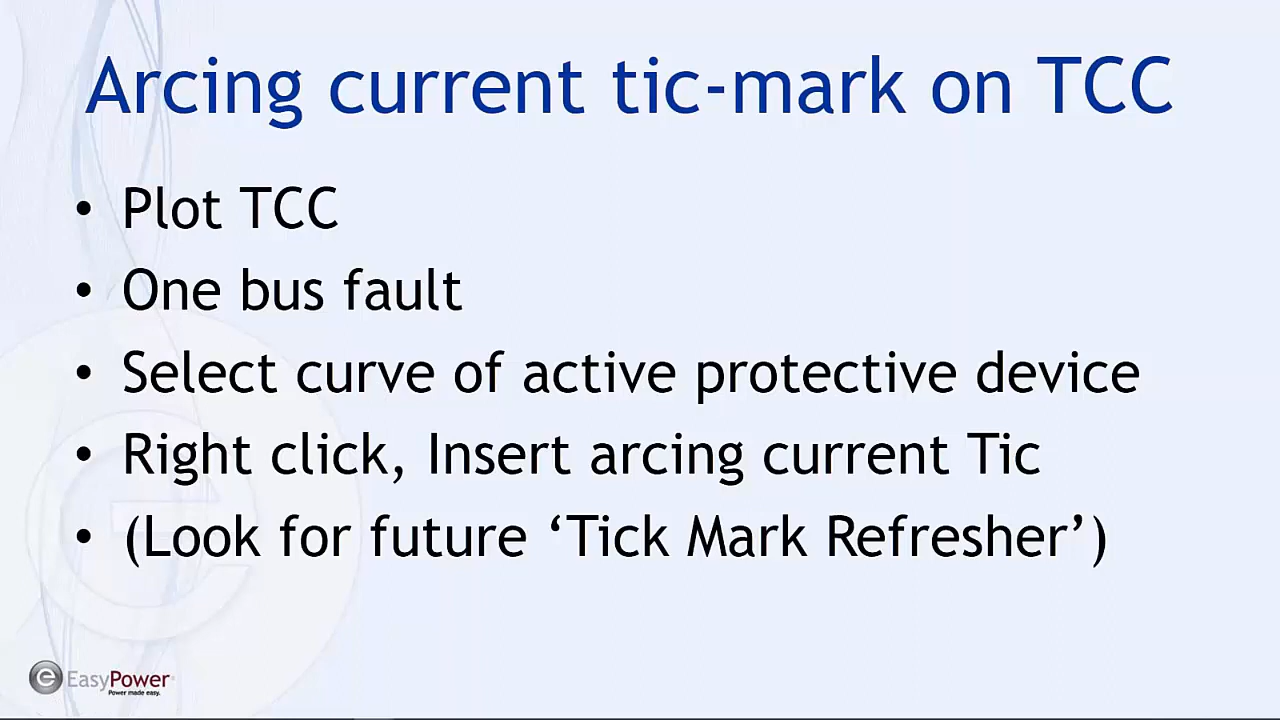 Arcing current tic-mark on TCC
• Plot TCC
• One bus fault
• Select curve of active protective device
• Right click, Insert arcing current Tic
• (Look for future ‘Tick Mark Refresher’)
EasyPower
Power made easy.